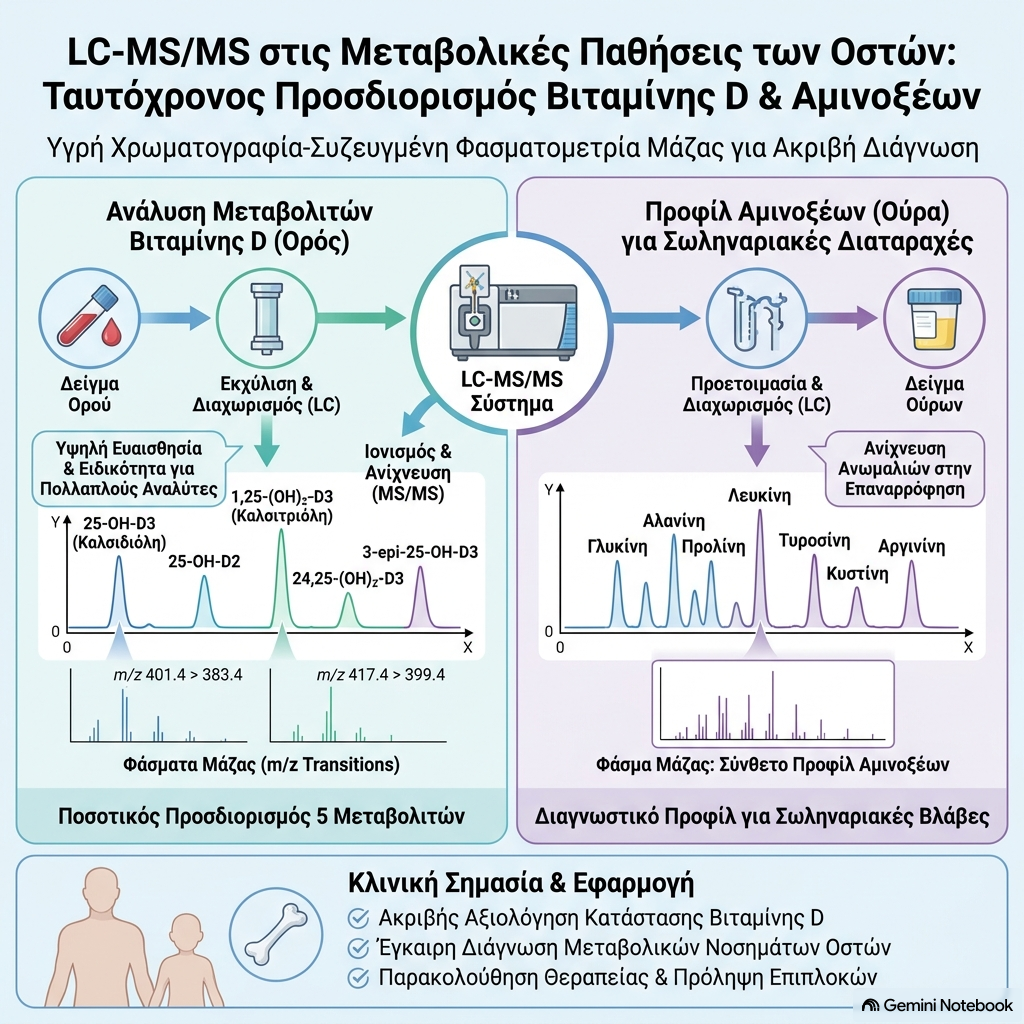 LC-MS/MS στις Μεταβολικές Παθήσεις των Οστών:
Ταυτόχρονος Προσδιορισμός Βιταμίνης D & Αμινοξέων
Υγρή Χρωματογραφία-Συζευγμένη Φασματομετρία Μάζας για Ακριβή Διάγνωση
Ανάλυση Μεταβολιτών
Βιταμίνης D (Ορός)
Δείγμα
Ορού
Εκχύλιση &
Διαχωρισμός (LC)
LC-MS/MS
Σύστημα
Υψηλή Ευαισθησία
& Ειδικότητα για
Πολλαπλούς Αναλύτες
Ιονισμός &
Ανίχνευση
(MS/MS)
Y
25-OH-D3
(Καλσιδιόλη)
25-OH-D2
1,25-(OH)₂-D3
(Καλσιτριόλη)
24,25-(OH)₂-D3
3-epi-25-OH-D3
0
0
X
m/z 401.4 > 383.4
m/z 417.4 > 399.4
Φάσματα Μάζας (m/z Transitions)
Ποσοτικός Προσδιορισμός 5 Μεταβολιτών
Προφίλ Αμινοξέων (Ούρα)
για Σωληναριακές Διαταραχές
Προετοιμασία &
Διαχωρισμός (LC)
Δείγμα
Ούρων
Ανίχνευση
Ανωμαλιών στην
Επαναρρόφηση
Y
Γλυκίνη
Αλανίνη
Προλίνη
Λευκίνη
Τυροσίνη
Κυστίνη
Αργινίνη
0
0
X
Φάσμα Μάζας: Σύνθετο Προφίλ Αμινοξέων
Διαγνωστικό Προφίλ για Σωληναριακές Βλάβες
Κλινική Σημασία & Εφαρμογή
Ακριβής Αξιολόγηση Κατάστασης Βιταμίνης D
Έγκαιρη Διάγνωση Μεταβολικών Νοσημάτων Οστών
Παρακολούθηση Θεραπείας & Πρόληψη Επιπλοκών
Gemini Notebook